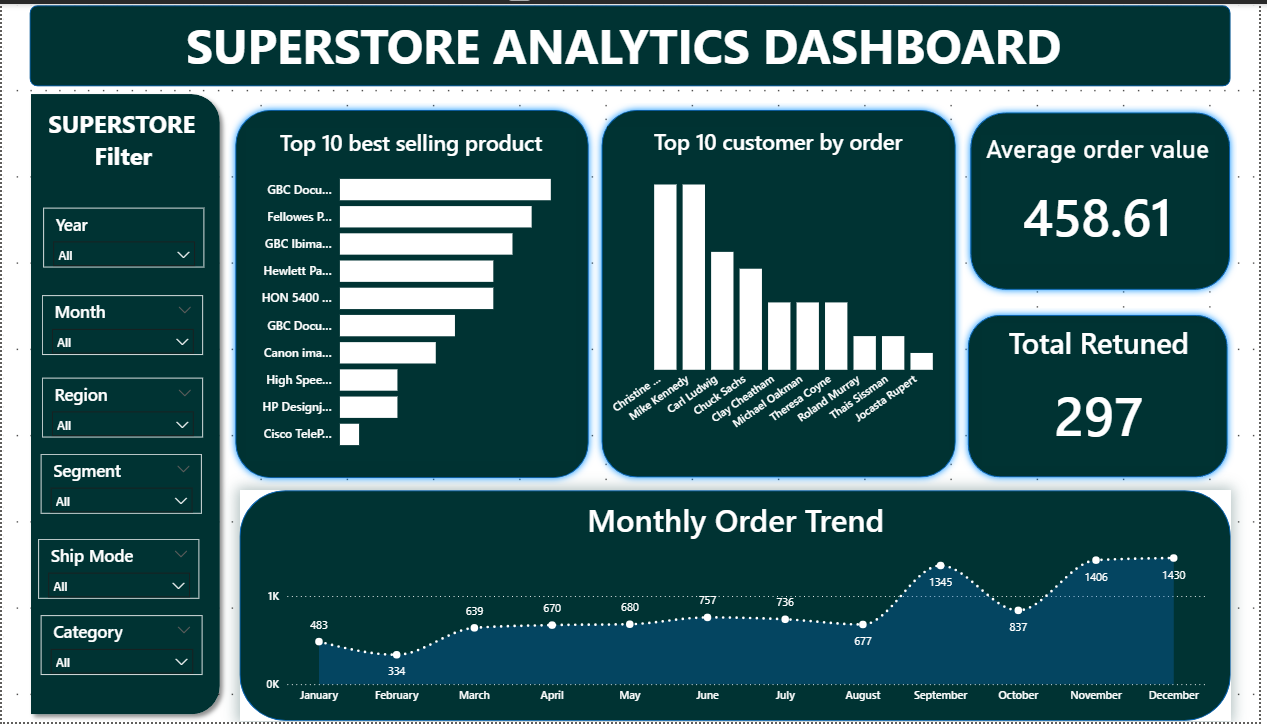 SUPERSTORE ANALYTICS DASHBOARD
SUPERSTORE
Filter
Year
All
Month
All
Region
All
Segment
All
Ship Mode
All
Category
All
Top 10 best selling product
GBC Docu...
Fellowes P...
GBC Ibima...
Hewlett Pa...
HON 5400 ...
GBC Docu...
Canon ima...
High Spee...
HP Designj...
Cisco TeleP...
Top 10 customer by order
Christine ...
Mike Kennedy
Carl Ludwig
Chuck Sachs
Clay Cheatham
Michael Oakman
Theresa Coyne
Roland Murray
Thais Sissman
Jocasta Rupert
Average order value
458.61
Total Retuned
297
Monthly Order Trend
1K
0K
483
334
639
670
680
757
736
677
1345
837
1406
1430
January
February
March
April
May
June
July
August
September
October
November
December